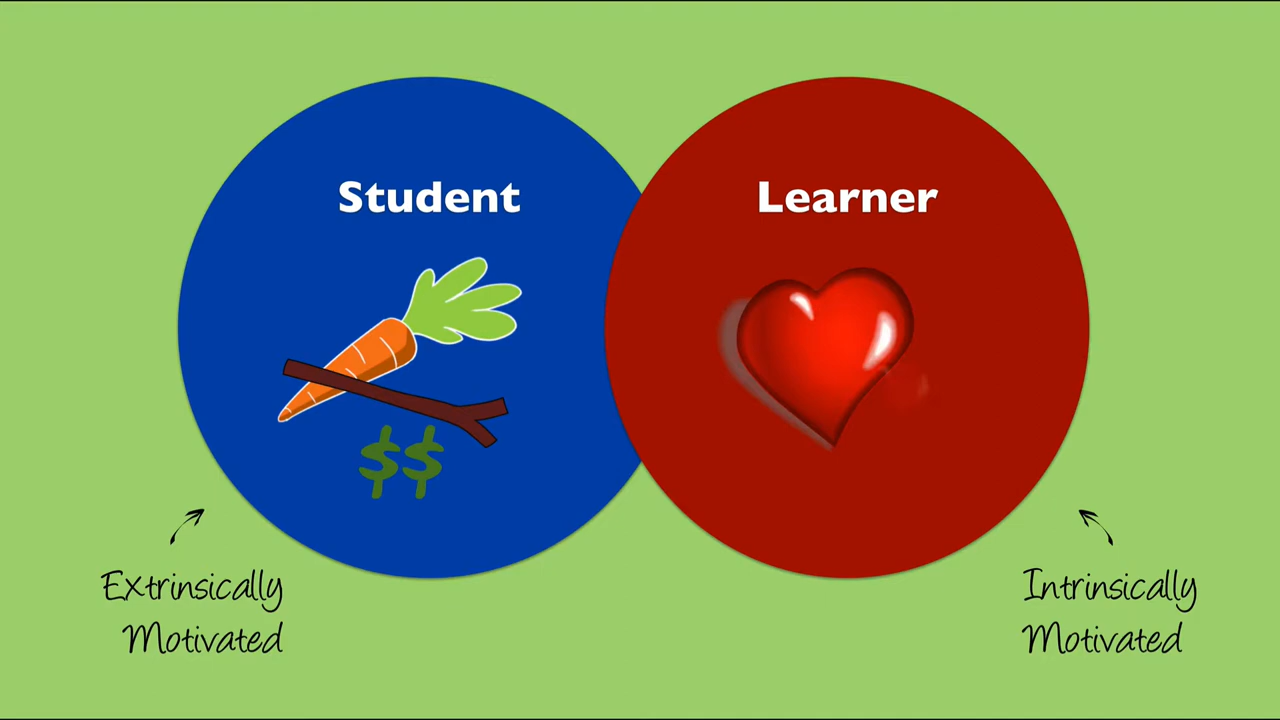 Student
Learner
$$
Extrinsically
Motivated
Intrinsically
Motivated